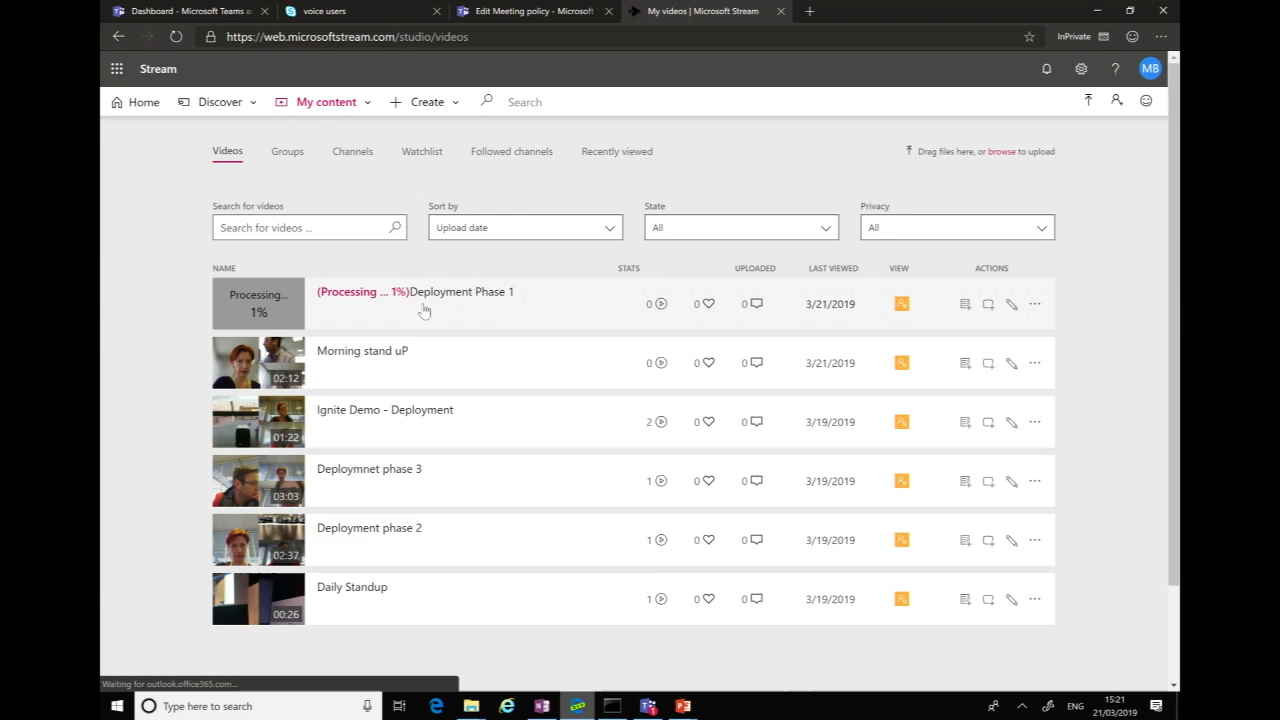 Dashboard - Microsoft Teams a
voice users
Edit Meeting policy - Microsoft
My videos | Microsoft Stream
https://web.microsoftstream.com/studio/videos
InPrivate
Stream
MB
Home
Discover
My content
Create
Search
Videos
Groups
Channels
Watchlist
Followed channels
Recently viewed
Drag files here, or browse to upload
Search for videos
Sort by
State
Privacy
Search for videos ...
Upload date
All
All
NAME
STATS
UPLOADED
LAST VIEWED
VIEW
ACTIONS
Processing...
1%
(Processing ... 1%)Deployment Phase 1
0
0
0
3/21/2019
02:12
Morning stand uP
0
0
0
3/21/2019
01:22
Ignite Demo - Deployment
2
0
0
3/19/2019
03:03
Deploymnet phase 3
1
0
0
3/19/2019
02:37
Deployment phase 2
1
0
0
3/19/2019
00:26
Daily Standup
1
0
0
3/19/2019
Waiting for outlook.office365.com...
Type here to search
ENG
15:21
21/03/2019